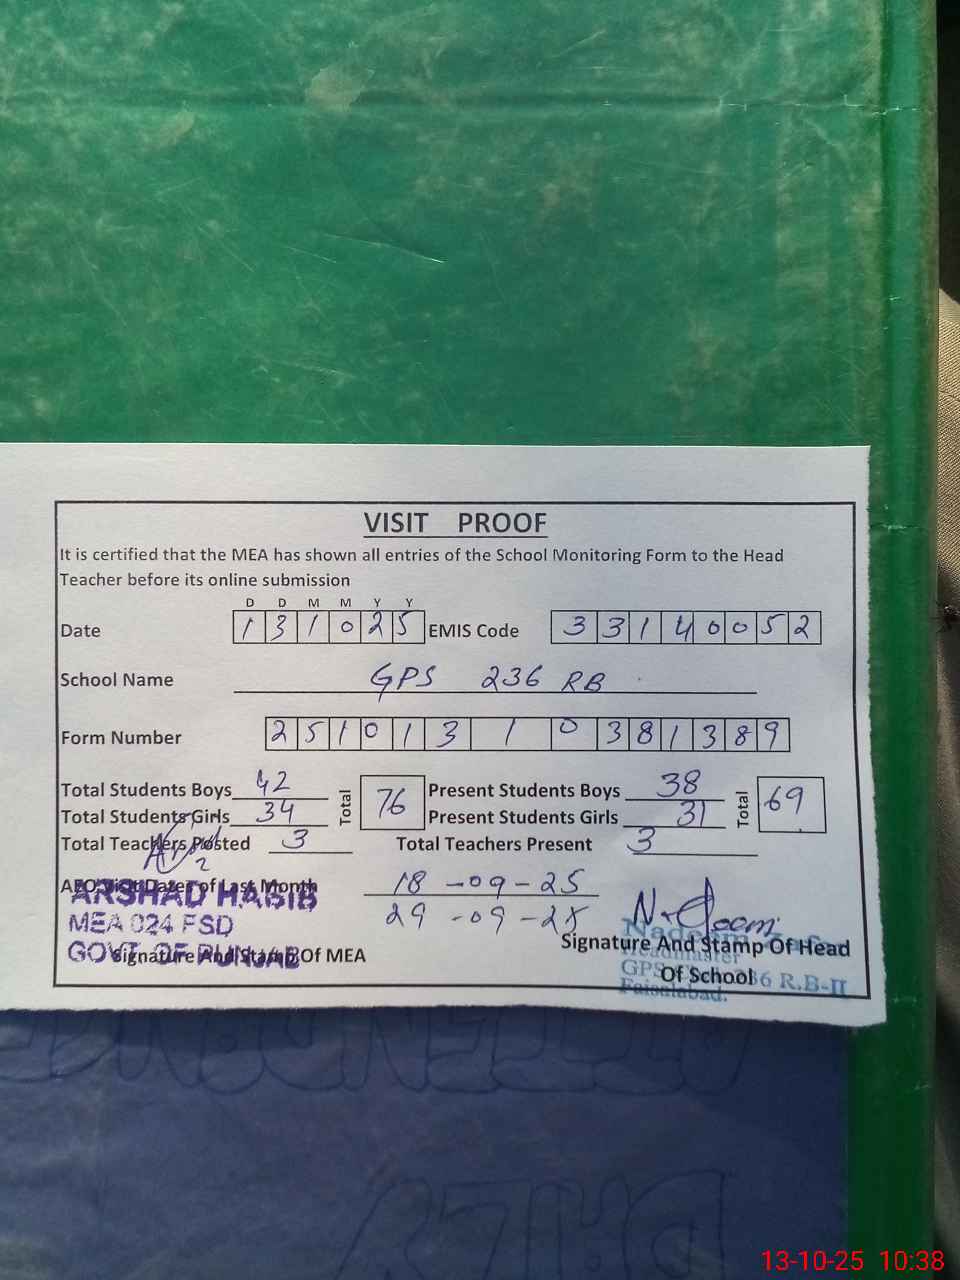 VISIT PROOF
It is certified that the MEA has shown all entries of the School Monitoring Form to the Head
Teacher before its online submission
D D M M Y Y
Date 1 3 1 0 2 5 EMIS Code 3 3 1 4 0 0 5 2
School Name GPS 236 RB
Form Number 2 5 1 0 1 3 1 0 3 8 1 3 8 9
Total Students Boys 42 Total 76 Present Students Boys 38 Total 69
Total Students Girls 34 Present Students Girls 31
Total Teachers Posted 3 Total Teachers Present 3
AEO Visit Dates of Last Month 18-09-25
29-09-25
ARSHAD HABIB
MEA 024 FSD
GOVT. OF PUNJAB
Signature And Stamp Of MEA
Signature And Stamp Of Head
Of School
Headmaster
GPS 236 R.B-II
Faisalabad.
13-10-25 10:38